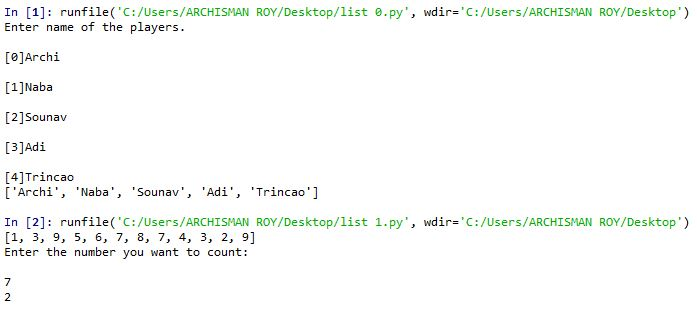 In [1]: runfile('C:/Users/ARCHISMAN ROY/Desktop/list 0.py', wdir='C:/Users/ARCHISMAN ROY/Desktop')
Enter name of the players.
[0]Archi
[1]Naba
[2]Sounav
[3]Adi
[4]Trincao
['Archi', 'Naba', 'Sounav', 'Adi', 'Trincao']
In [2]: runfile('C:/Users/ARCHISMAN ROY/Desktop/list 1.py', wdir='C:/Users/ARCHISMAN ROY/Desktop')
[1, 3, 9, 5, 6, 7, 8, 7, 4, 3, 2, 9]
Enter the number you want to count:
7
2